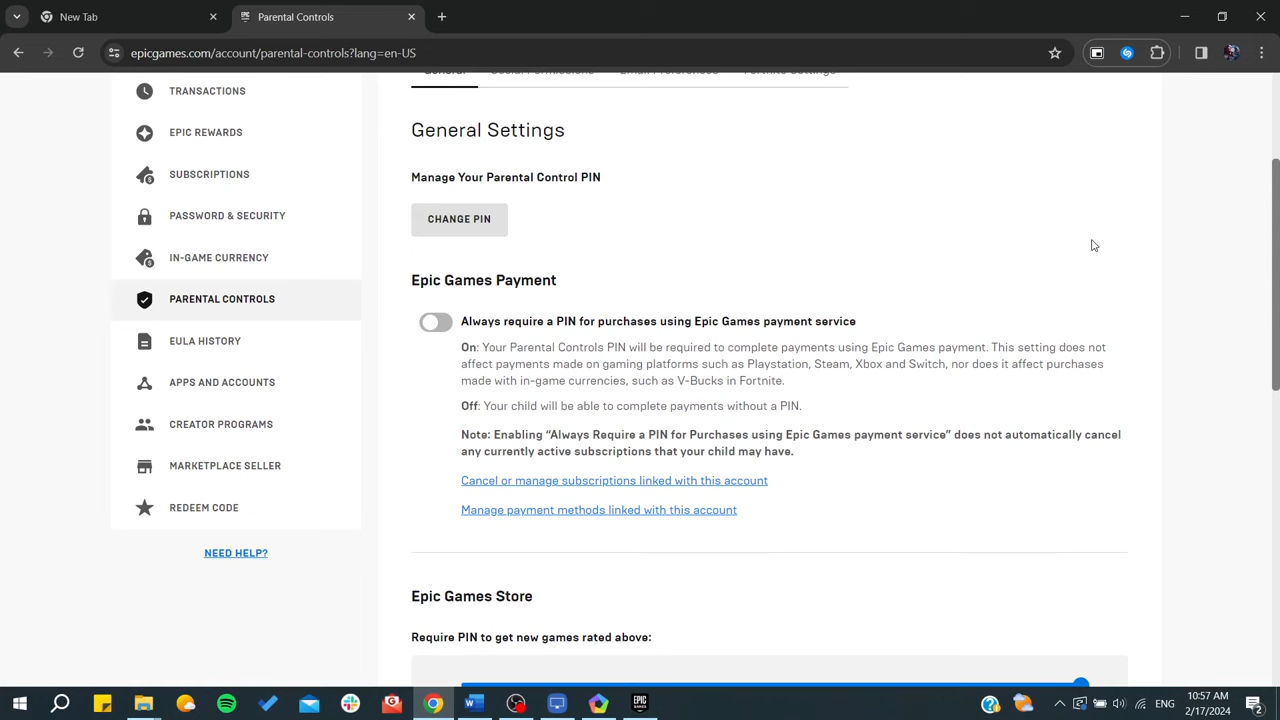 New Tab
Parental Controls
epicgames.com/account/parental-controls?lang=en-US
General Social Permissions Email Preferences Fortnite Settings
TRANSACTIONS
EPIC REWARDS
SUBSCRIPTIONS
PASSWORD & SECURITY
IN-GAME CURRENCY
PARENTAL CONTROLS
EULA HISTORY
APPS AND ACCOUNTS
CREATOR PROGRAMS
MARKETPLACE SELLER
REDEEM CODE
NEED HELP?
General Settings
Manage Your Parental Control PIN
CHANGE PIN
Epic Games Payment
Always require a PIN for purchases using Epic Games payment service
On: Your Parental Controls PIN will be required to complete payments using Epic Games payment. This setting does not
affect payments made on gaming platforms such as Playstation, Steam, Xbox and Switch, nor does it affect purchases
made with in-game currencies, such as V-Bucks in Fortnite.
Off: Your child will be able to complete payments without a PIN.
Note: Enabling “Always Require a PIN for Purchases using Epic Games payment service” does not automatically cancel
any currently active subscriptions that your child may have.
Cancel or manage subscriptions linked with this account
Manage payment methods linked with this account
Epic Games Store
Require PIN to get new games rated above:
10:57 AM
2/17/2024